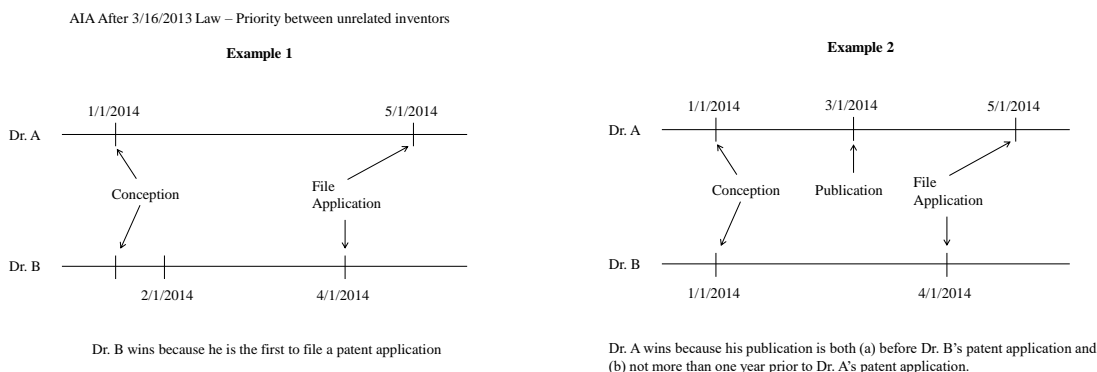 AIA After 3/16/2013 Law – Priority between unrelated inventors
Example 1
1/1/2014
5/1/2014
Dr. A
Conception
File
Application
Dr. B
2/1/2014
4/1/2014
Dr. B wins because he is the first to file a patent application
Example 2
1/1/2014
3/1/2014
5/1/2014
Dr. A
Conception
Publication
File
Application
Dr. B
1/1/2014
4/1/2014
Dr. A wins because his publication is both (a) before Dr. B's patent application and
(b) not more than one year prior to Dr. A's patent application.